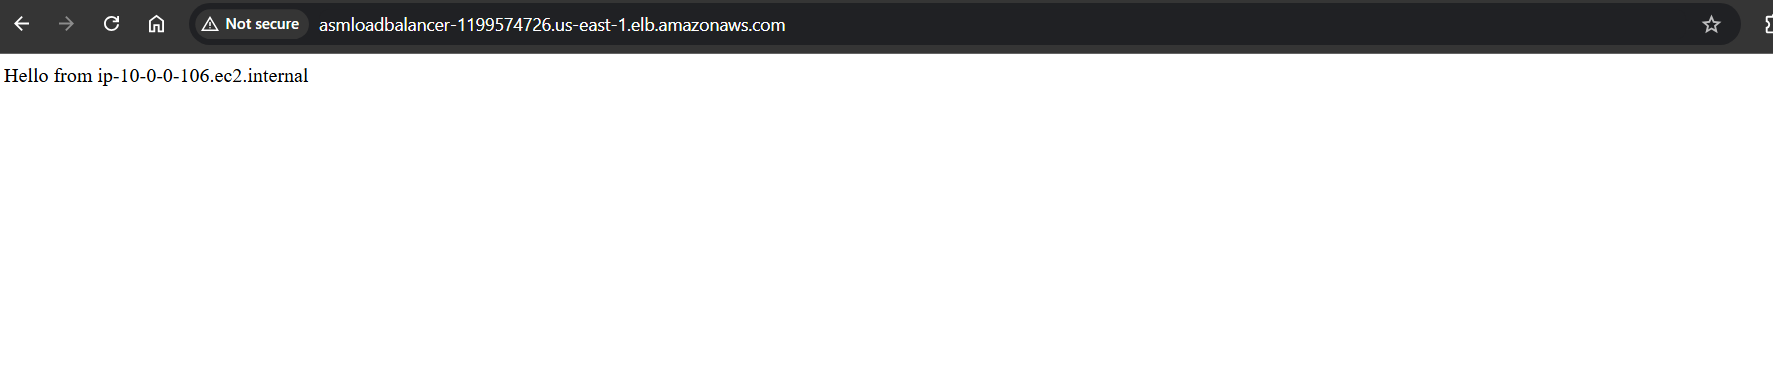 Not secure
asmloadbalancer-1199574726.us-east-1.elb.amazonaws.com
Hello from ip-10-0-0-106.ec2.internal